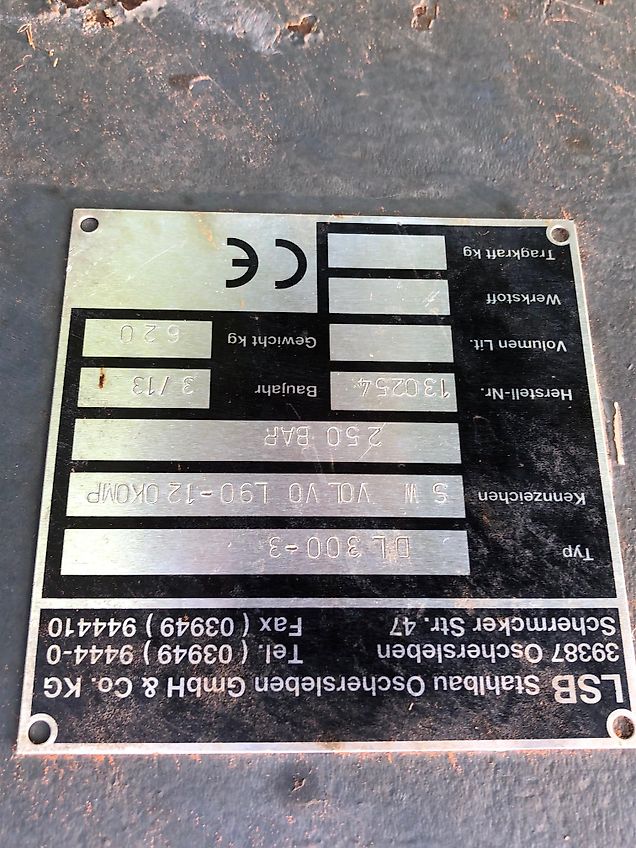 LSB Stahlbau Oschersleben GmbH & Co. KG
39387 Oschersleben Tel. ( 03949 ) 9444-0
Schermcker Str. 47 Fax ( 03949 ) 944410
Typ DL 300-3
Kennzeichen SW VOLVO L90-120KOMP
250 BAR
Herstell-Nr. 130254 Baujahr 3/13
Volumen Lit. Gewicht kg 620
Werkstoff
Tragkraft kg
CE